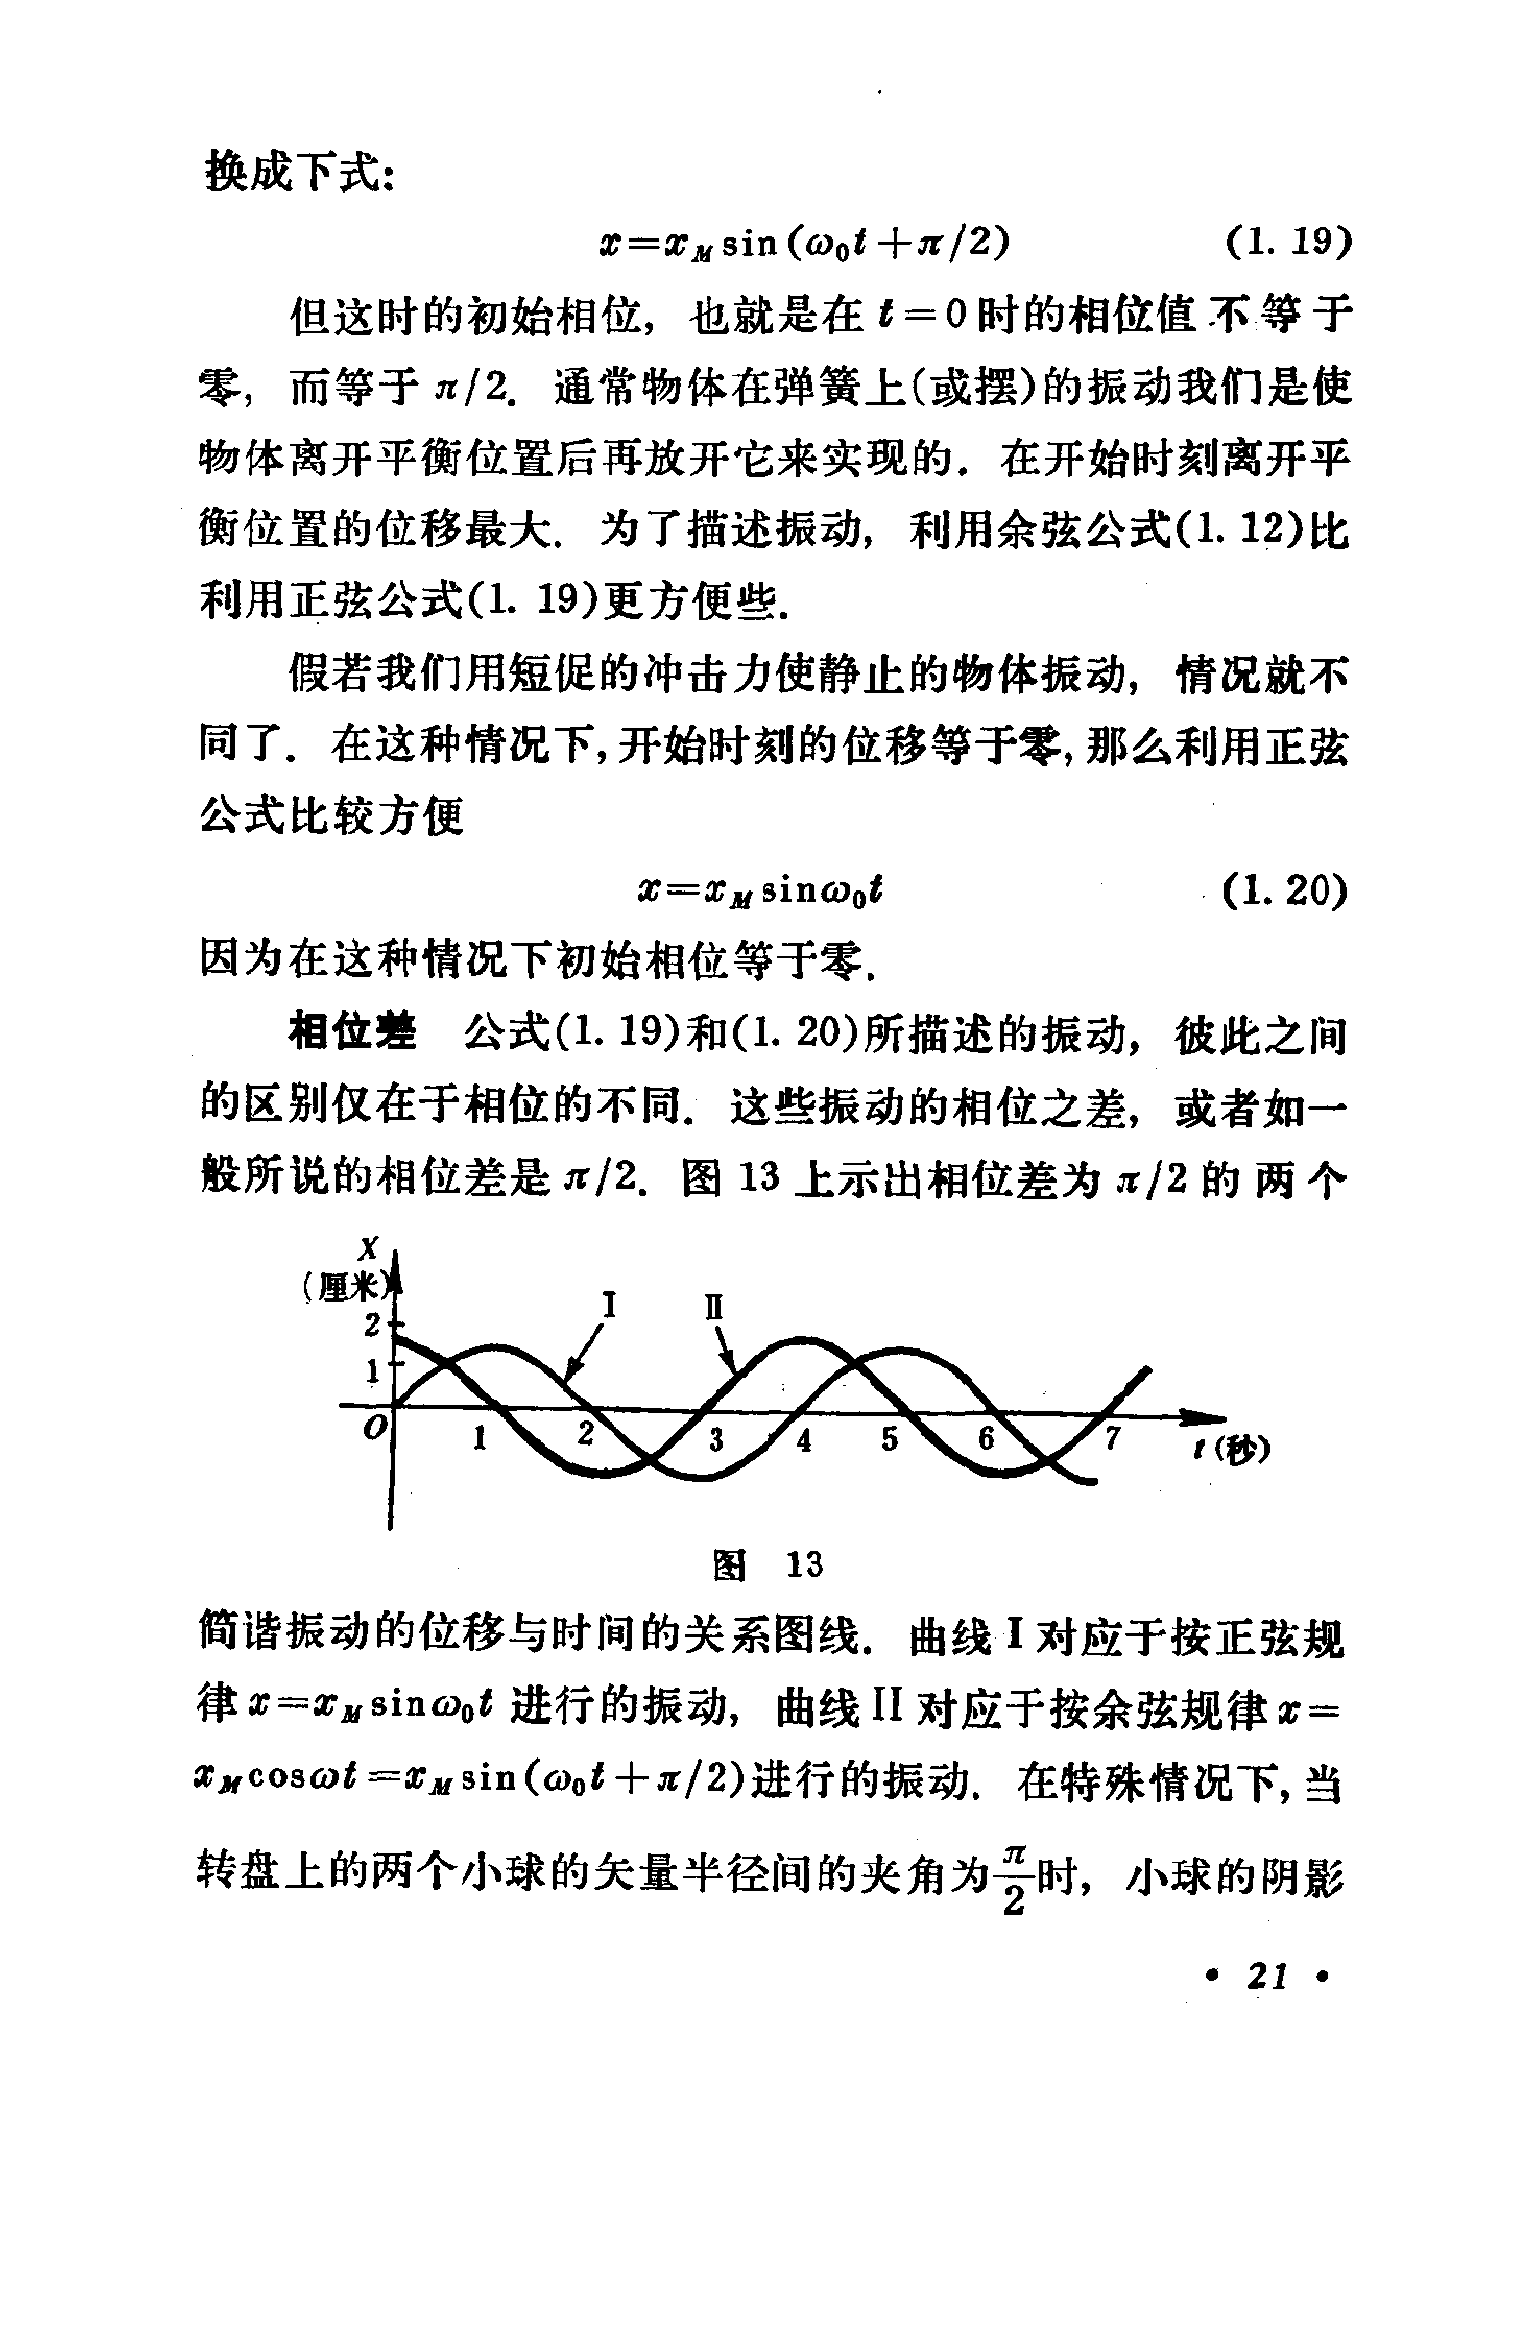 换成下式:
x=x_M sin(ω₀t+π/2) (1. 19)
但这时的初始相位, 也就是在 t=0时的相位值不等于
零, 而等于 π/2. 通常物体在弹簧上(或摆)的振动我们是使
物体离开平衡位置后再放开它来实现的. 在开始时刻离开平
衡位置的位移最大. 为了描述振动, 利用余弦公式(1. 12)比
利用正弦公式(1. 19)更方便些.
假若我们用短促的冲击力使静止的物体振动, 情况就不
同了. 在这种情况下,开始时刻的位移等于零,那么利用正弦
公式比较方便
x=x_M sinω₀t (1. 20)
因为在这种情况下初始相位等于零.
相位差 公式(1. 19)和(1. 20)所描述的振动, 彼此之间
的区别仅在于相位的不同. 这些振动的相位之差, 或者如一
般所说的相位差是 π/2. 图 13 上示出相位差为 π/2 的两个
X
(厘米)
2
1
O
I
II
1 2 3 4 5 6 7
t(秒)
图 13
简谐振动的位移与时间的关系图线. 曲线 I 对应于按正弦规
律 x=x_M sinω₀t 进行的振动, 曲线 II 对应于按余弦规律 x=
x_M cosωt=x_M sin(ω₀t+π/2)进行的振动. 在特殊情况下,当
转盘上的两个小球的矢量半径间的夹角为π/2时, 小球的阴影
• 21 •